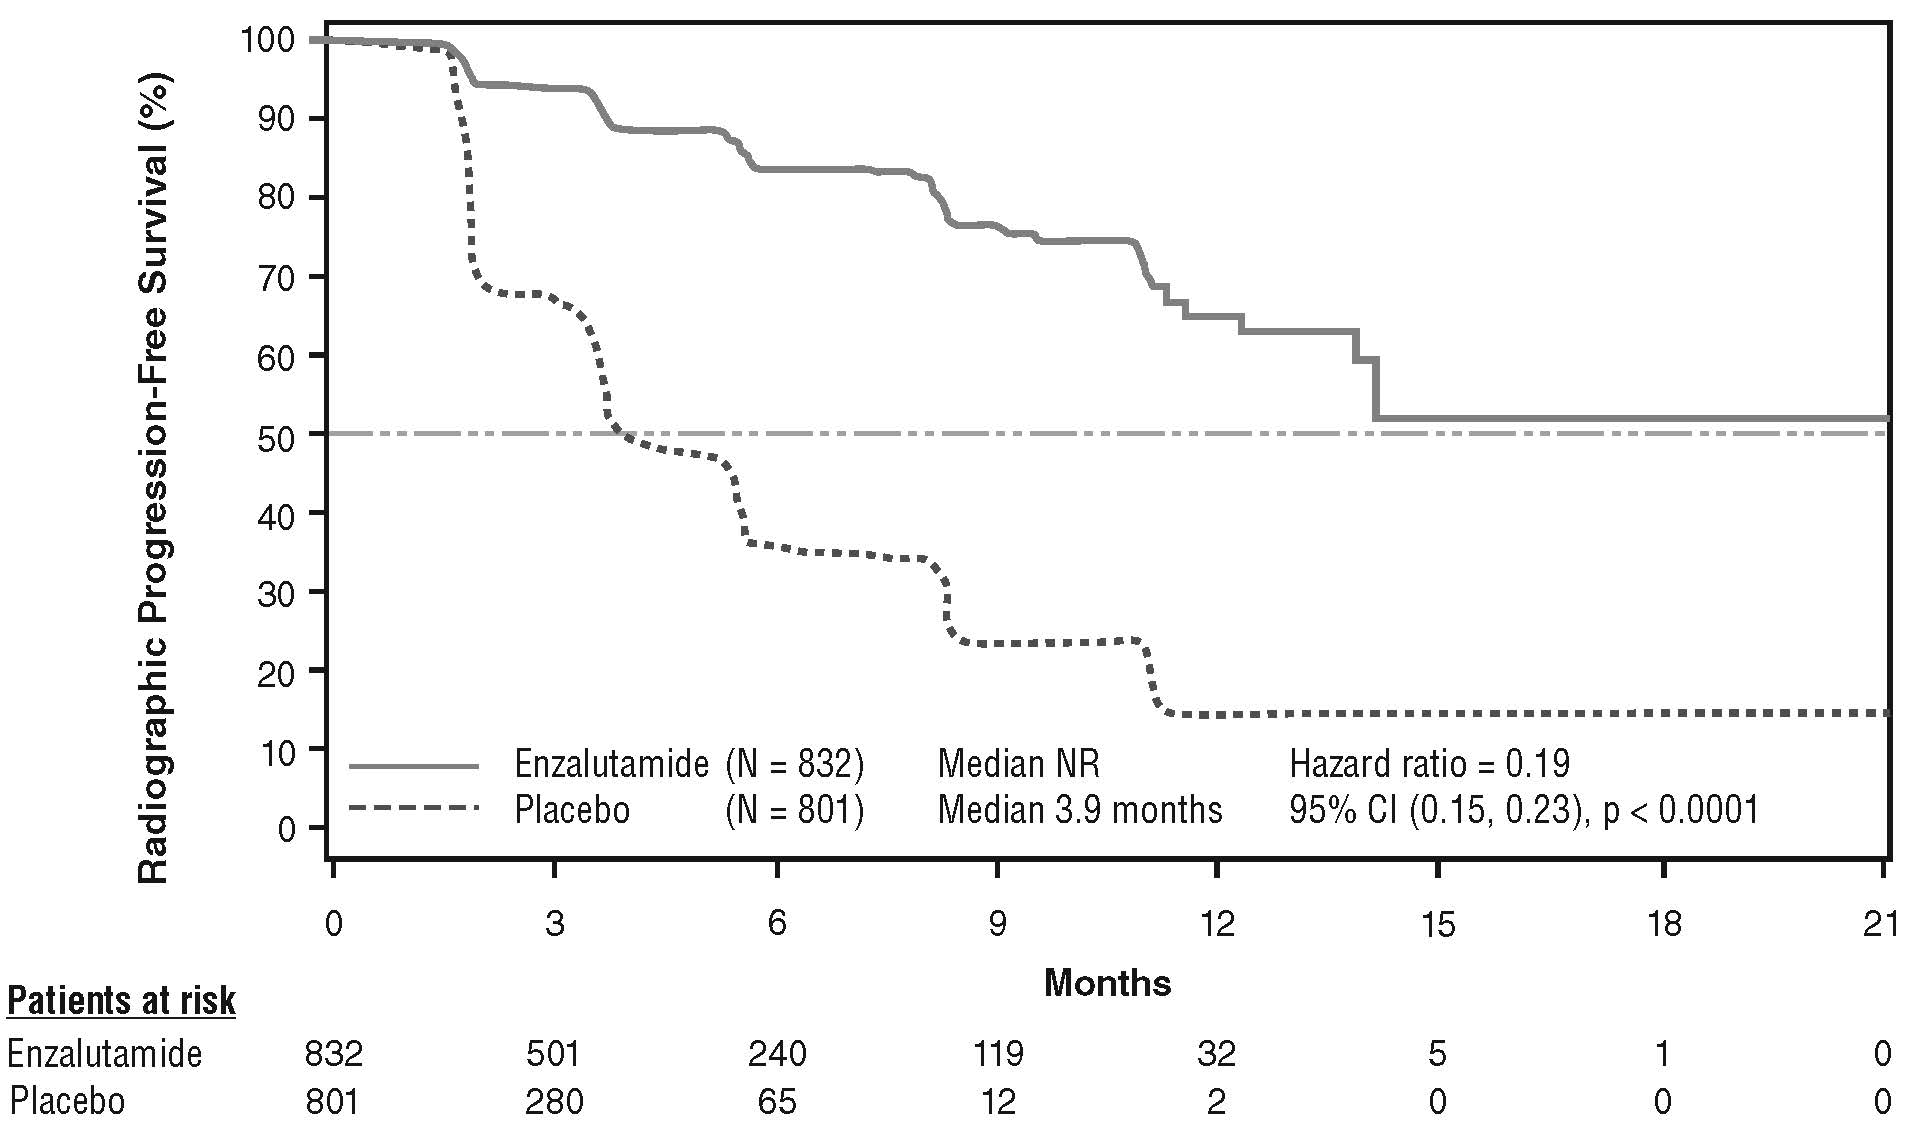 Radiographic Progression-Free Survival (%)
100
90
80
70
60
50
40
30
20
10
0
Enzalutamide (N = 832) Median NR Hazard ratio = 0.19
Placebo (N = 801) Median 3.9 months 95% CI (0.15, 0.23), p < 0.0001
0 3 6 9 12 15 18 21
Months
Patients at risk
Enzalutamide 832 501 240 119 32 5 1 0
Placebo 801 280 65 12 2 0 0 0